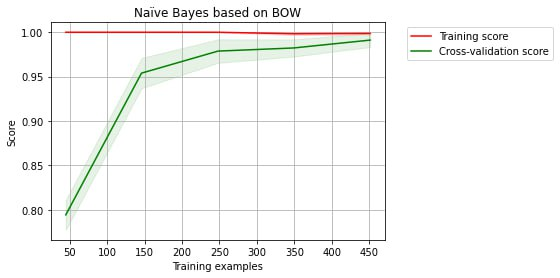 Naïve Bayes based on BOW
1.00
0.95
0.90
0.85
0.80
Score
50 100 150 200 250 300 350 400 450
Training examples
Training score
Cross-validation score